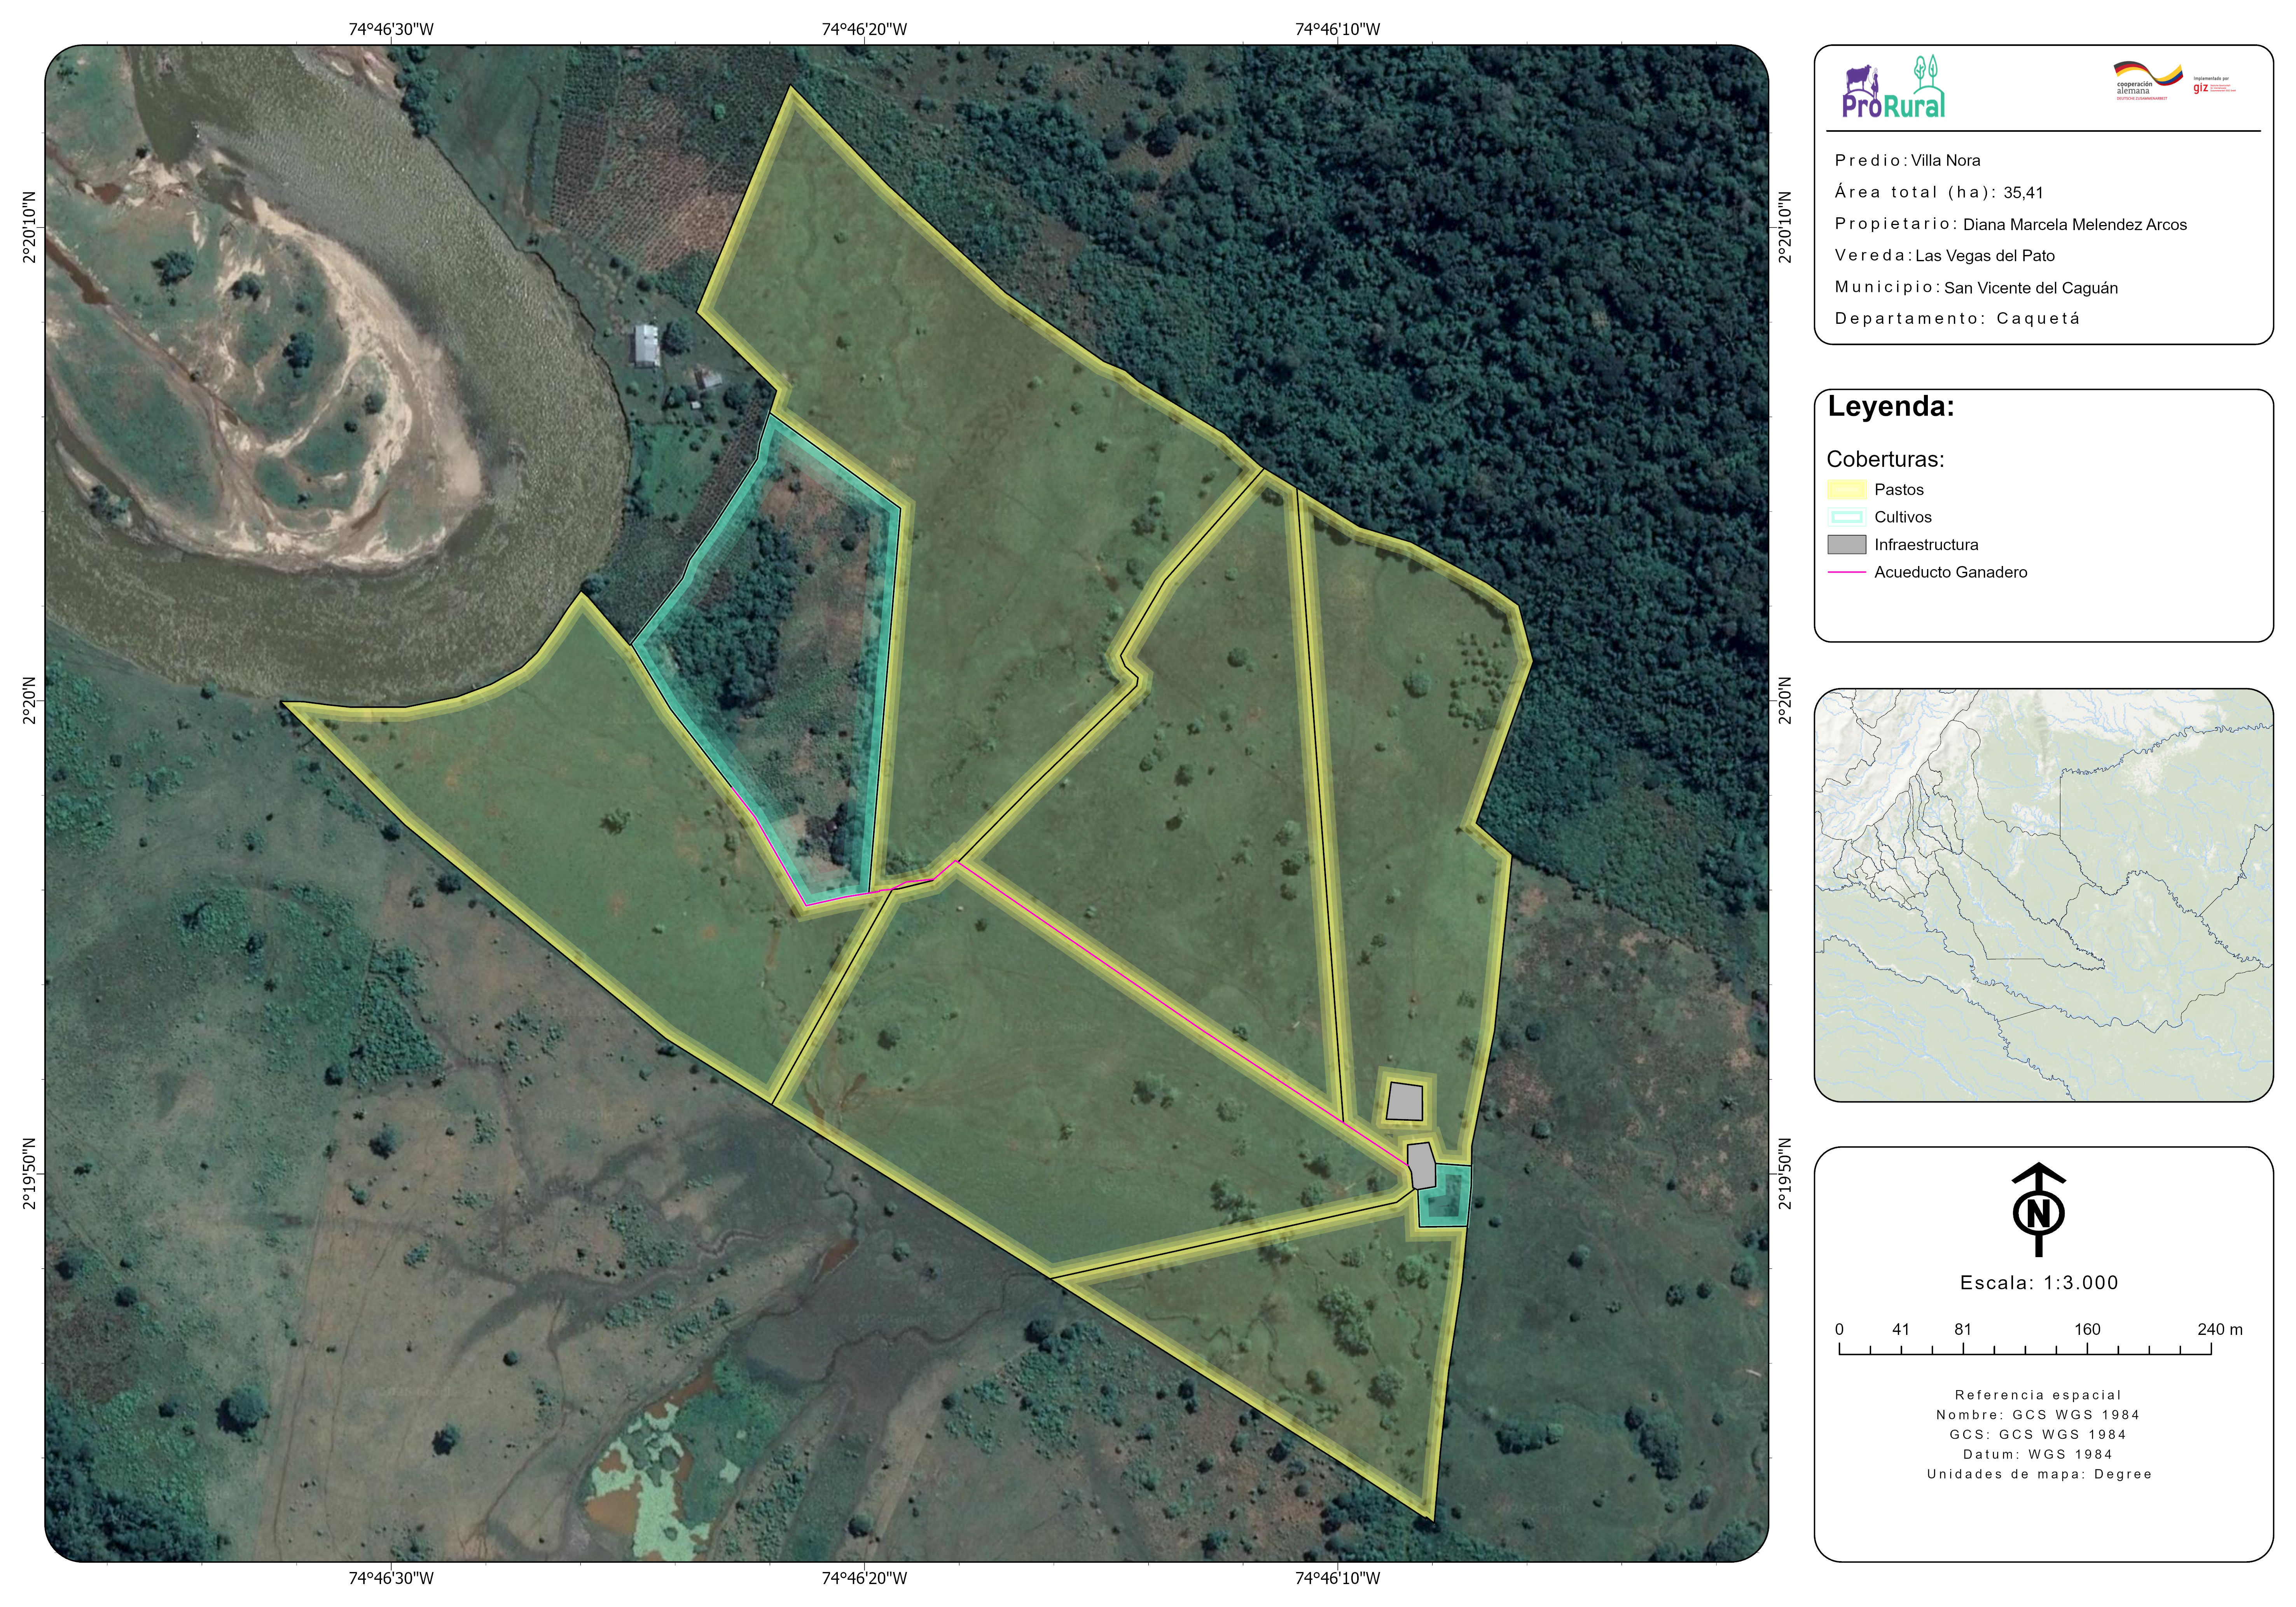 74°46'30"W 74°46'20"W 74°46'10"W
2°20'10"N
2°20'N
2°19'50"N
2°20'10"N
2°20'N
2°19'50"N
74°46'30"W 74°46'20"W 74°46'10"W
ProRural
cooperación
alemana
DEUTSCHE ZUSAMMENARBEIT
Implementada por
giz
Predio: Villa Nora
Área total (ha): 35,41
Propietario: Diana Marcela Melendez Arcos
Vereda: Las Vegas del Pato
Municipio: San Vicente del Caguán
Departamento: Caquetá
Leyenda:
Coberturas:
Pastos
Cultivos
Infraestructura
Acueducto Ganadero
N
Escala: 1:3.000
0 41 81 160 240 m
Referencia espacial
Nombre: GCS WGS 1984
GCS: GCS WGS 1984
Datum: WGS 1984
Unidades de mapa: Degree